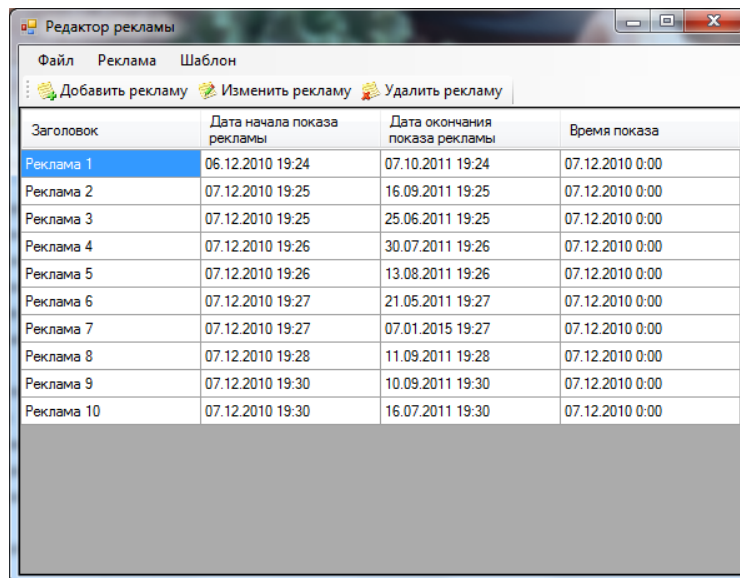 Редактор рекламы
Файл Реклама Шаблон
Добавить рекламу Изменить рекламу Удалить рекламу
Заголовок Дата начала показа рекламы Дата окончания показа рекламы Время показа
Реклама 1 06.12.2010 19:24 07.10.2011 19:24 07.12.2010 0:00
Реклама 2 07.12.2010 19:25 16.09.2011 19:25 07.12.2010 0:00
Реклама 3 07.12.2010 19:25 25.06.2011 19:25 07.12.2010 0:00
Реклама 4 07.12.2010 19:26 30.07.2011 19:26 07.12.2010 0:00
Реклама 5 07.12.2010 19:26 13.08.2011 19:26 07.12.2010 0:00
Реклама 6 07.12.2010 19:27 21.05.2011 19:27 07.12.2010 0:00
Реклама 7 07.12.2010 19:27 07.01.2015 19:27 07.12.2010 0:00
Реклама 8 07.12.2010 19:28 11.09.2011 19:28 07.12.2010 0:00
Реклама 9 07.12.2010 19:30 10.09.2011 19:30 07.12.2010 0:00
Реклама 10 07.12.2010 19:30 16.07.2011 19:30 07.12.2010 0:00